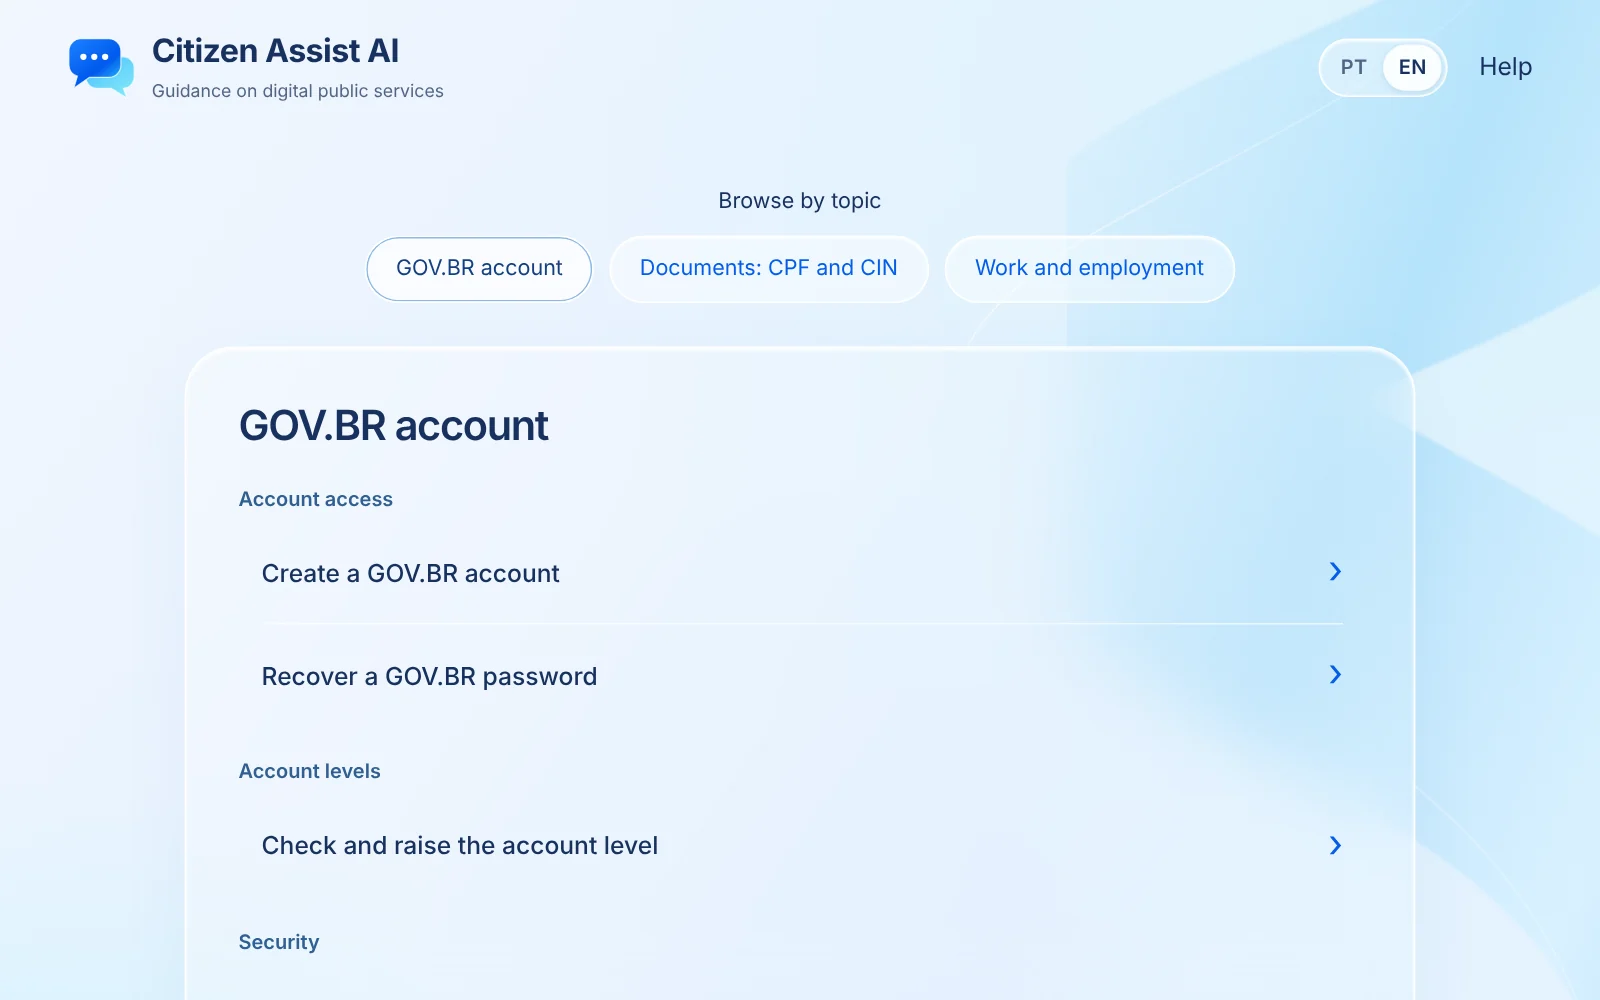 Citizen Assist AI
Guidance on digital public services
PT EN Help
Browse by topic
GOV.BR account Documents: CPF and CIN Work and employment
GOV.BR account
Account access
Create a GOV.BR account
Recover a GOV.BR password
Account levels
Check and raise the account level
Security